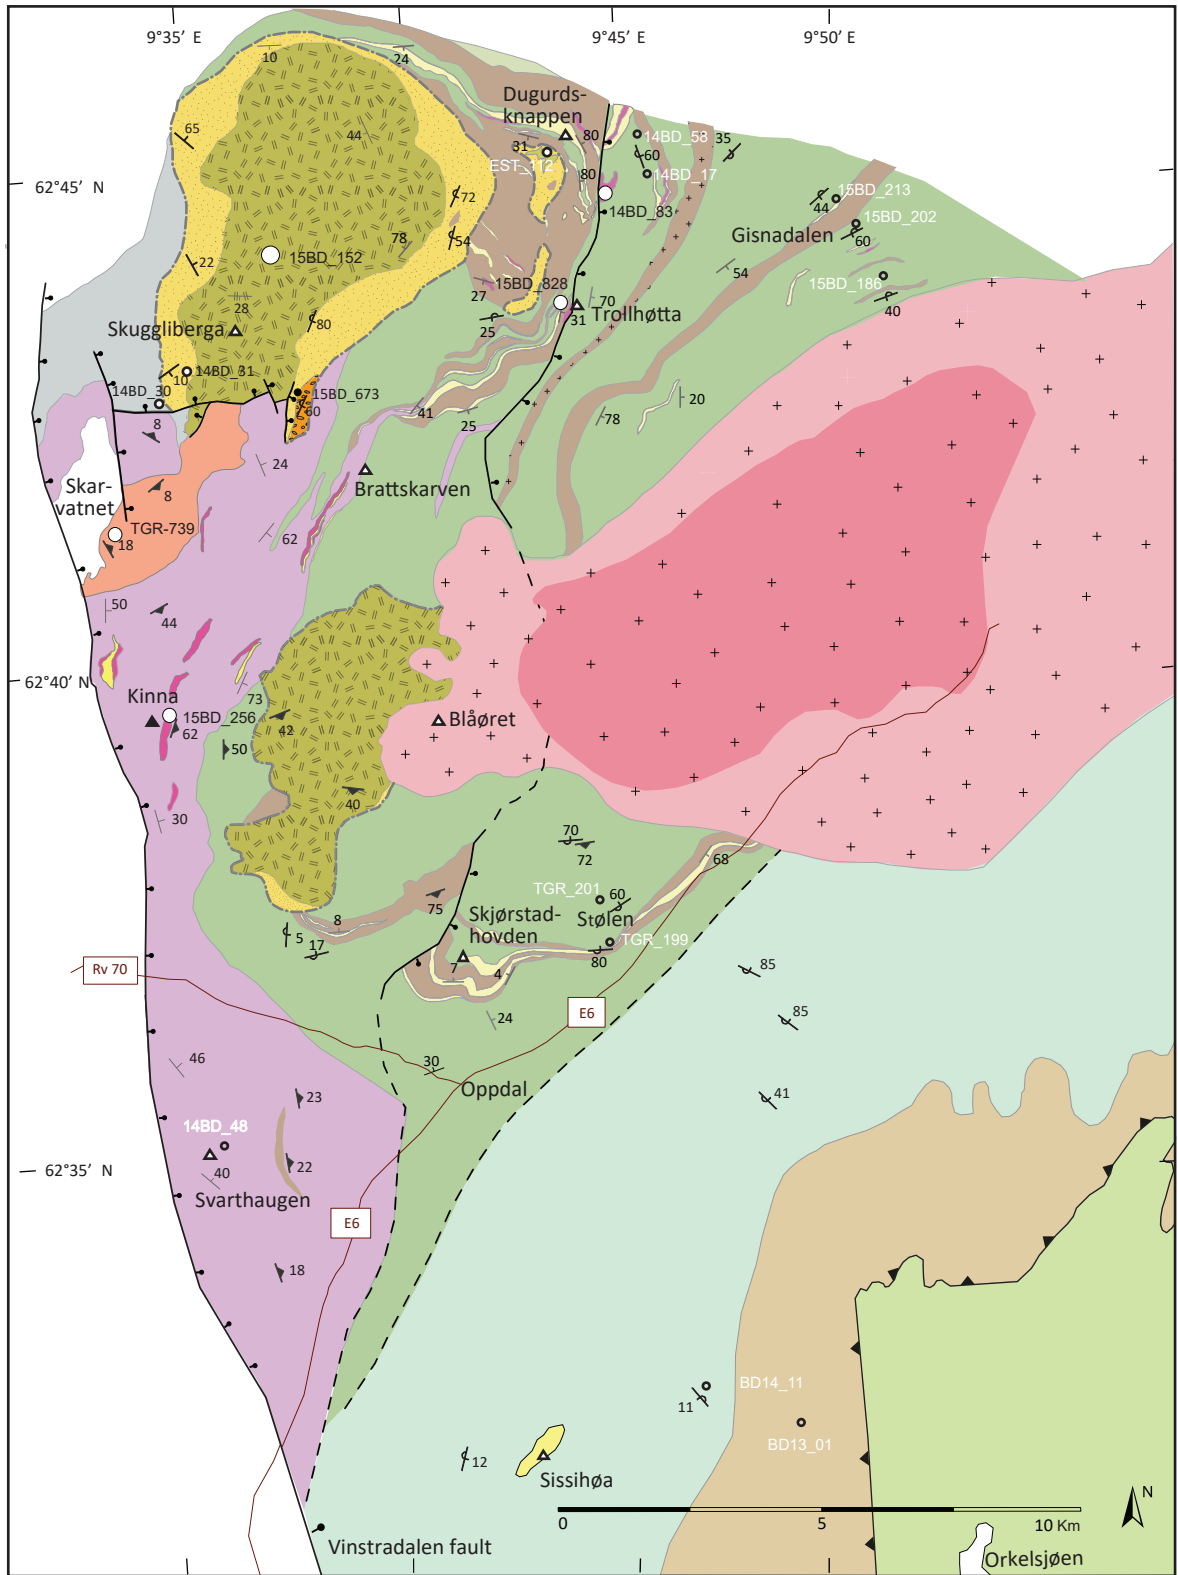 9°35′ E
9°45′ E
9°50′ E
10
24
Dugurds-
knappen
65
44
80
14BD_58
35
31
60
EST_112
80
14BD_17
62°45′ N
72
44
15BD_213
14BD_83
15BD_202
54
78
Gisnadalen
60
22
15BD_152
54
15BD_828
15BD_186
27
70
28
40
Skuggliberga
80
25
31
Trollhøtta
10
14BD_31
14BD_30
15BD_673
20
60
41
8
25
78
24
Brattskarven
Skar-
vatnet
8
TGR-739
62
18
50
44
62°40′ N
73
Kinna
15BD_256
42
Blåøret
62
50
40
30
70
72
68
TGR_201
60
75
Skjørstad-
hovden
Stølen
8
5
17
TGR_199
80
7
4
85
Rv 70
E6
24
85
46
30
Oppdal
23
41
14BD_48
62°35′ N
40
22
Svarthaugen
E6
18
BD14_11
11
BD13_01
12
Sissihøa
N
0
5
10 Km
Vinstradalen fault
Orkelsjøen